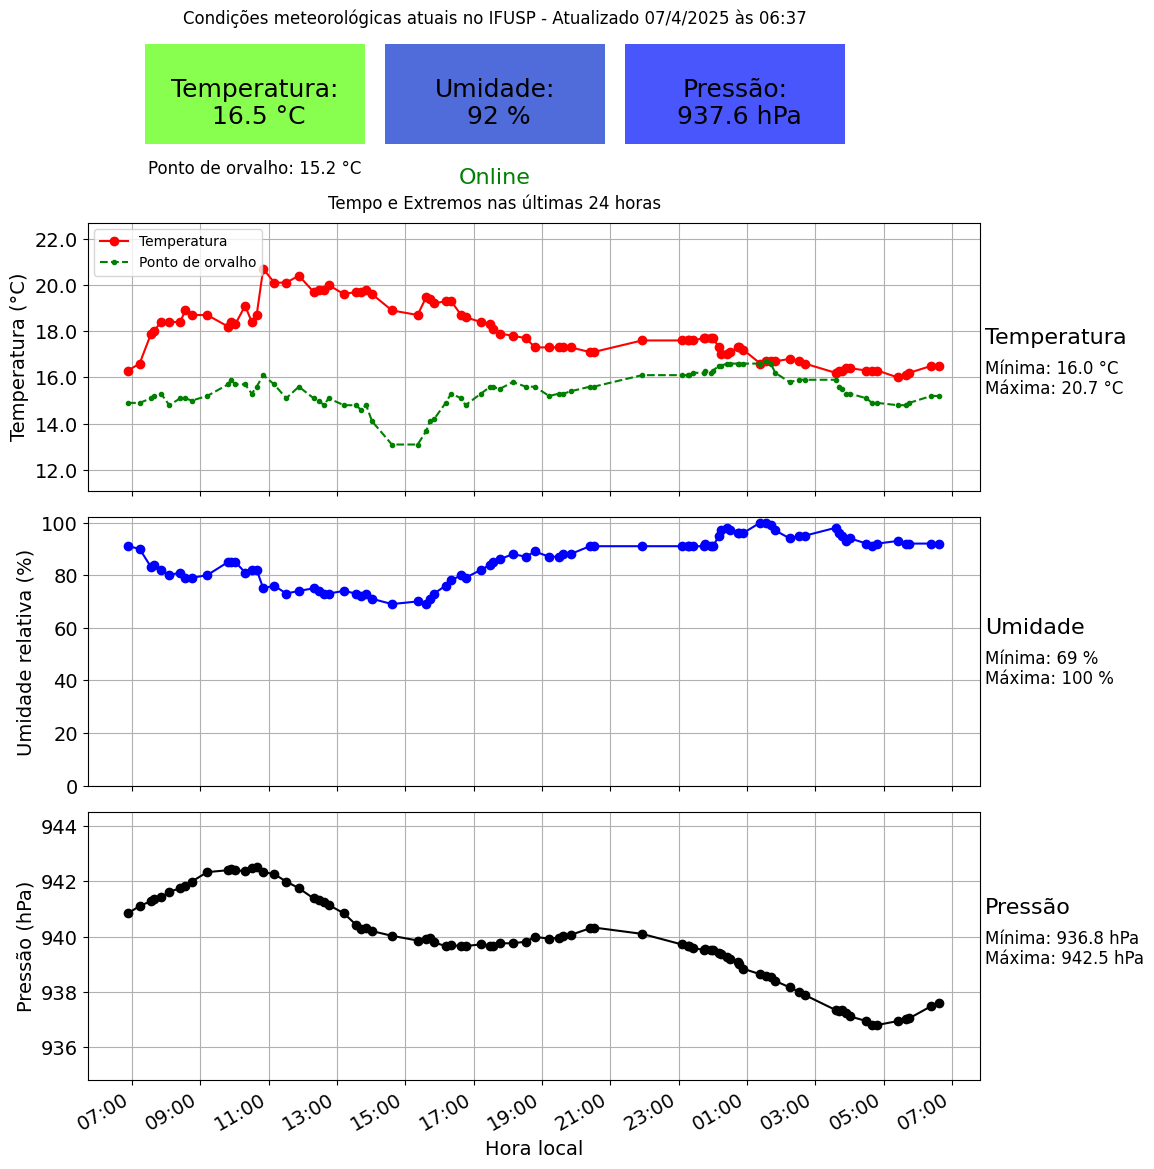 Condições meteorológicas atuais no IFUSP - Atualizado 07/4/2025 às 06:37
Temperatura:
16.5 °C
Umidade:
92 %
Pressão:
937.6 hPa
Ponto de orvalho: 15.2 °C
Online
Tempo e Extremos nas últimas 24 horas
Temperatura (°C)
22.0
20.0
18.0
16.0
14.0
12.0
Temperatura
Ponto de orvalho
Temperatura
Mínima: 16.0 °C
Máxima: 20.7 °C
Umidade relativa (%)
100
80
60
40
20
0
Umidade
Mínima: 69 %
Máxima: 100 %
Pressão (hPa)
944
942
940
938
936
Pressão
Mínima: 936.8 hPa
Máxima: 942.5 hPa
07:00 09:00 11:00 13:00 15:00 17:00 19:00 21:00 23:00 01:00 03:00 05:00 07:00
Hora local